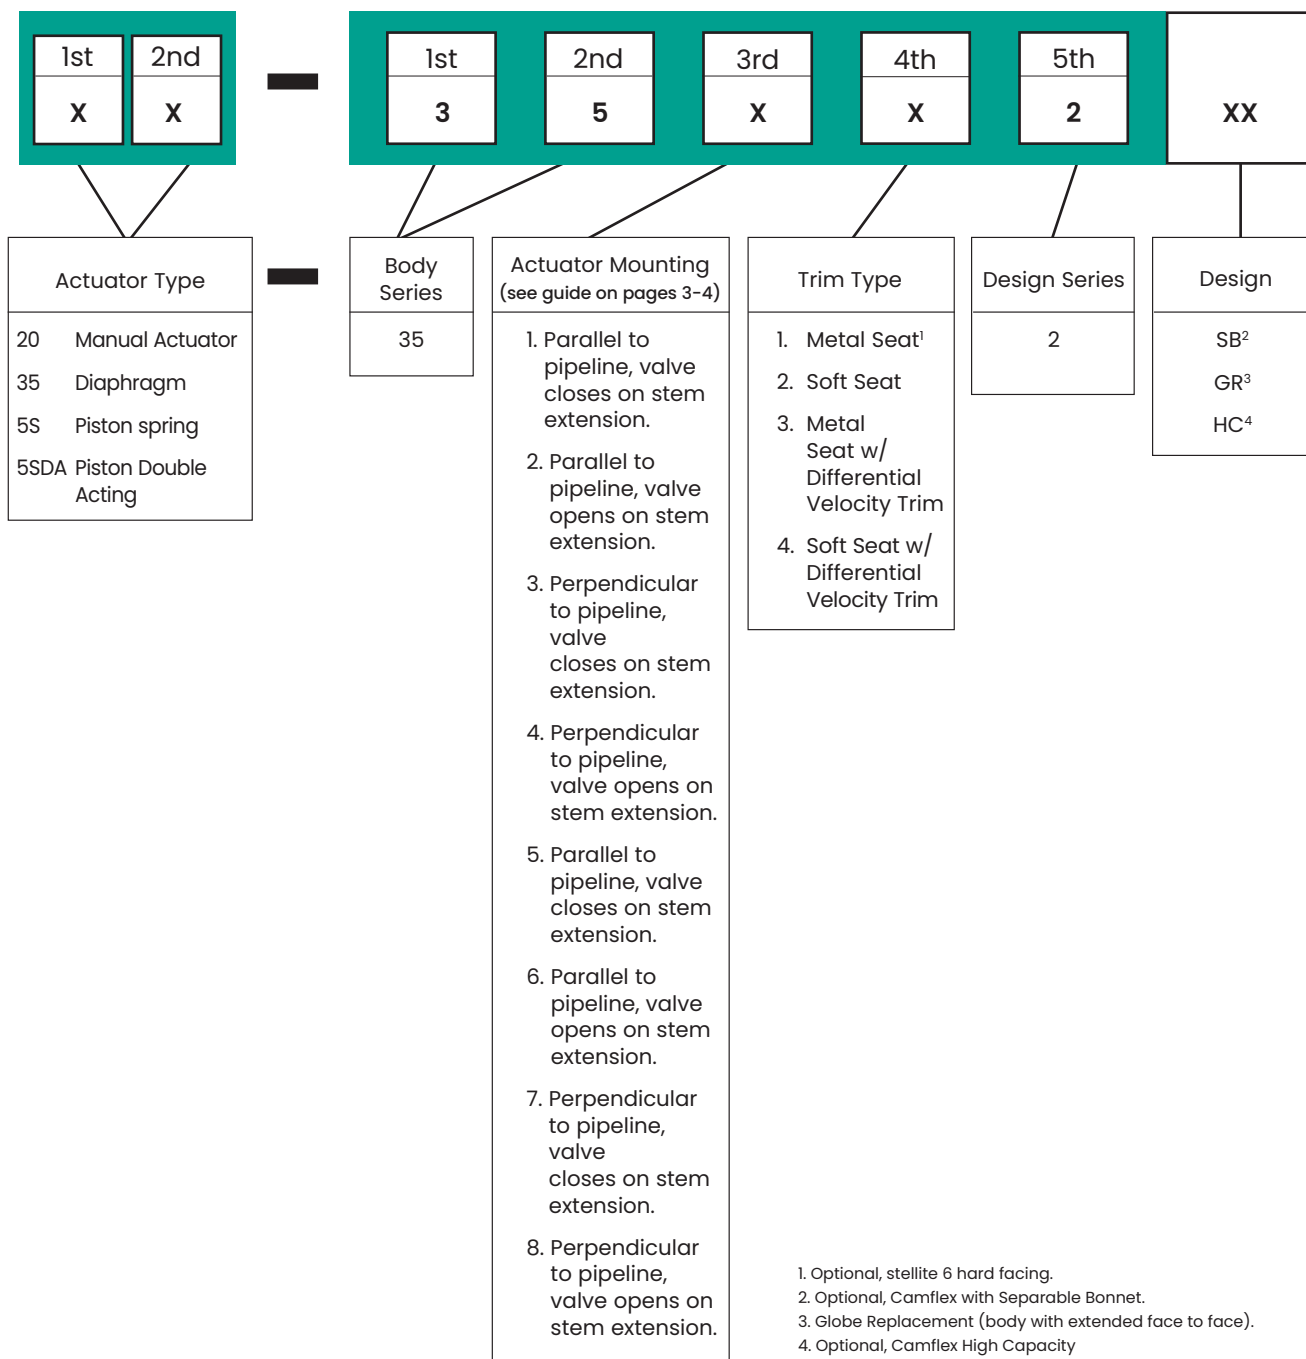 1st 2nd 1st 2nd 3rd 4th 5th
X X 3 5 X X 2 XX
Actuator Type
20 Manual Actuator
35 Diaphragm
5S Piston spring
5SDA Piston Double
Acting
Body
Series
35
Actuator Mounting
(see guide on pages 3-4)
1. Parallel to
pipeline, valve
closes on stem
extension.
2. Parallel to
pipeline, valve
opens on stem
extension.
3. Perpendicular
to pipeline,
valve
closes on stem
extension.
4. Perpendicular
to pipeline,
valve opens on
stem extension.
5. Parallel to
pipeline, valve
closes on stem
extension.
6. Parallel to
pipeline, valve
opens on stem
extension.
7. Perpendicular
to pipeline,
valve
closes on stem
extension.
8. Perpendicular
to pipeline,
valve opens on
stem extension.
Trim Type
1. Metal Seat¹
2. Soft Seat
3. Metal
Seat w/
Differential
Velocity Trim
4. Soft Seat w/
Differential
Velocity Trim
Design Series
2
Design
SB²
GR³
HC⁴
1. Optional, stellite 6 hard facing.
2. Optional, Camflex with Separable Bonnet.
3. Globe Replacement (body with extended face to face).
4. Optional, Camflex High Capacity